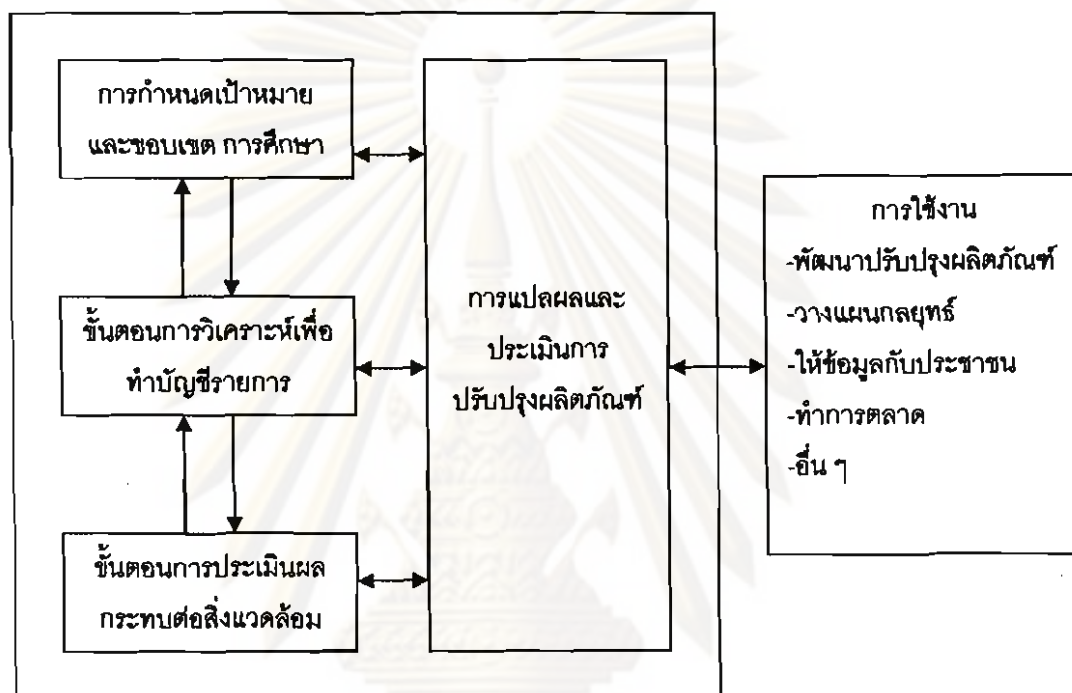 การกำหนดเป้าหมาย
และขอบเขต การศึกษา
ขั้นตอนการวิเคราะห์เพื่อ
ทำบัญชีรายการ
ขั้นตอนการประเมินผล
กระทบต่อสิ่งแวดล้อม
การแปลผลและ
ประเมินการ
ปรับปรุงผลิตภัณฑ์
การใช้งาน
-พัฒนาปรับปรุงผลิตภัณฑ์
-วางแผนกลยุทธ์
-ให้ข้อมูลกับประชาชน
-ทำการตลาด
-อื่น ๆ